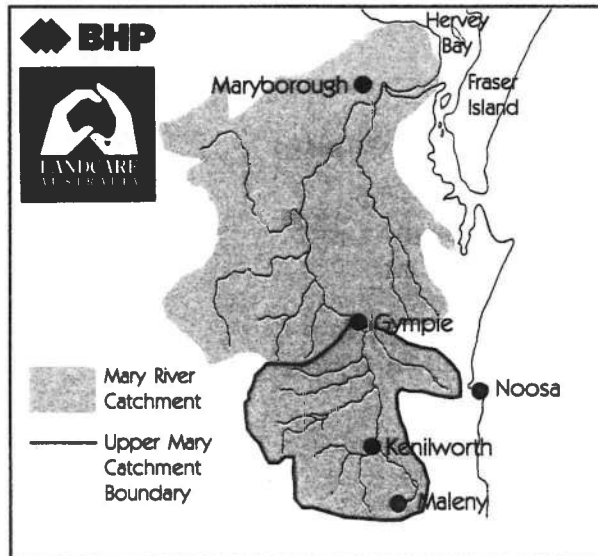 BHP
LANDCARE
AUSTRALIA
Hervey
Bay
Maryborough
Fraser
Island
Gympie
Mary River
Catchment
Noosa
Upper Mary
Catchment
Boundary
Kenilworth
Maleny